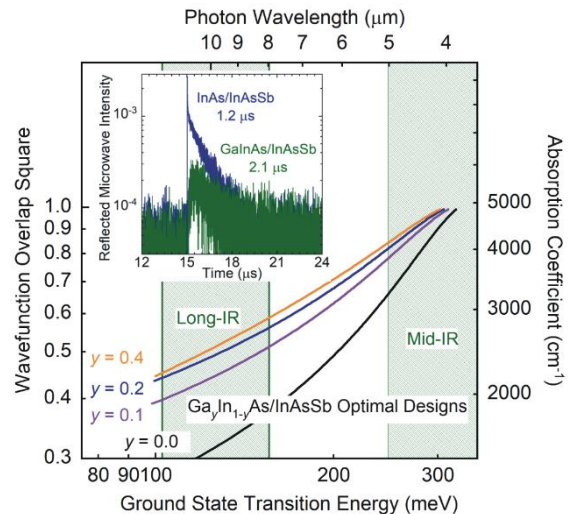 Photon Wavelength (μm)
10 9 8 7 6 5 4
Reflected Microwave Intensity
10⁻³
10⁻⁴
InAs/InAsSb
1.2 μs
GaInAs/InAsSb
2.1 μs
12 15 18 21 24
Time (μs)
Wavefunction Overlap Square
1.0
0.9
0.8
0.7
0.6
0.5
0.4
0.3
Absorption Coefficient (cm⁻¹)
5000
4000
3000
2000
Long-IR
Mid-IR
y = 0.4
y = 0.2
y = 0.1
y = 0.0
GayIn1-yAs/InAsSb Optimal Designs
80 90 100 200 300
Ground State Transition Energy (meV)